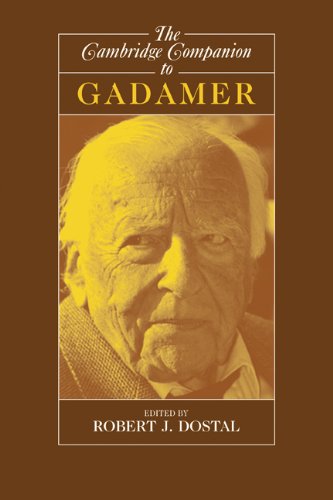 The
Cambridge Companion
to
GADAMER
EDITED BY
ROBERT J. DOSTAL